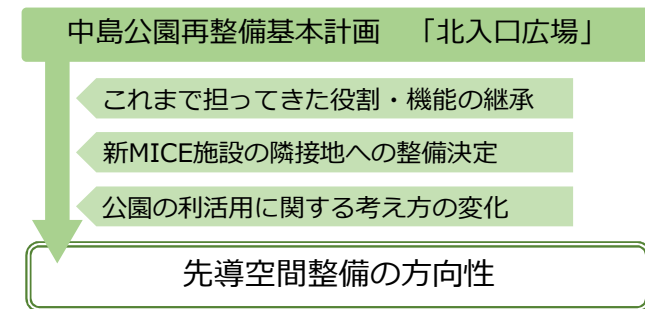 中島公園再整備基本計画　「北入口広場」
これまで担ってきた役割・機能の継承
新MICE施設の隣接地への整備決定
公園の利活用に関する考え方の変化
先導空間整備の方向性